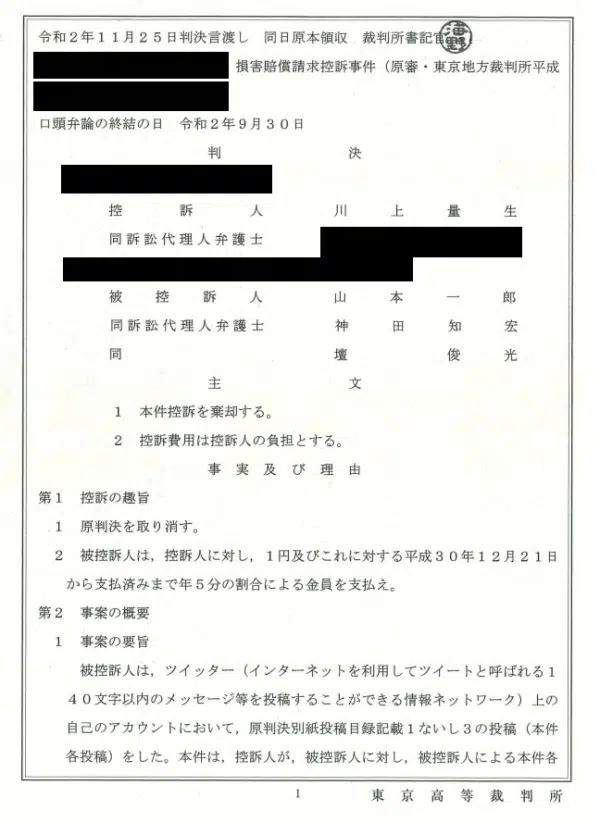 令和２年１１月２５日判決言渡し　同日原本領収　裁判所書記官
損害賠償請求控訴事件（原審・東京地方裁判所平成
口頭弁論の終結の日　令和２年９月３０日
判　　　決
控　訴　人　　川　上　量　生
同訴訟代理人弁護士
被　控　訴　人　　山　本　一　郎
同訴訟代理人弁護士　　神　田　知　宏
同　　壇　　俊　光
主　　　文
１　本件控訴を棄却する。
２　控訴費用は控訴人の負担とする。
事　実　及　び　理　由
第１　控訴の趣旨
１　原判決を取り消す。
２　被控訴人は，控訴人に対し，１円及びこれに対する平成３０年１２月２１日
から支払済みまで年５分の割合による金員を支払え。
第２　事案の概要
１　事案の要旨
被控訴人は，ツイッター（インターネットを利用してツイートと呼ばれる１
４０文字以内のメッセージ等を投稿することができる情報ネットワーク）上の
自己のアカウントにおいて，原判決別紙投稿目録記載１ないし３の投稿（本件
各投稿）をした。本件は，控訴人が，被控訴人に対し，被控訴人による本件各
1　東京高等裁判所